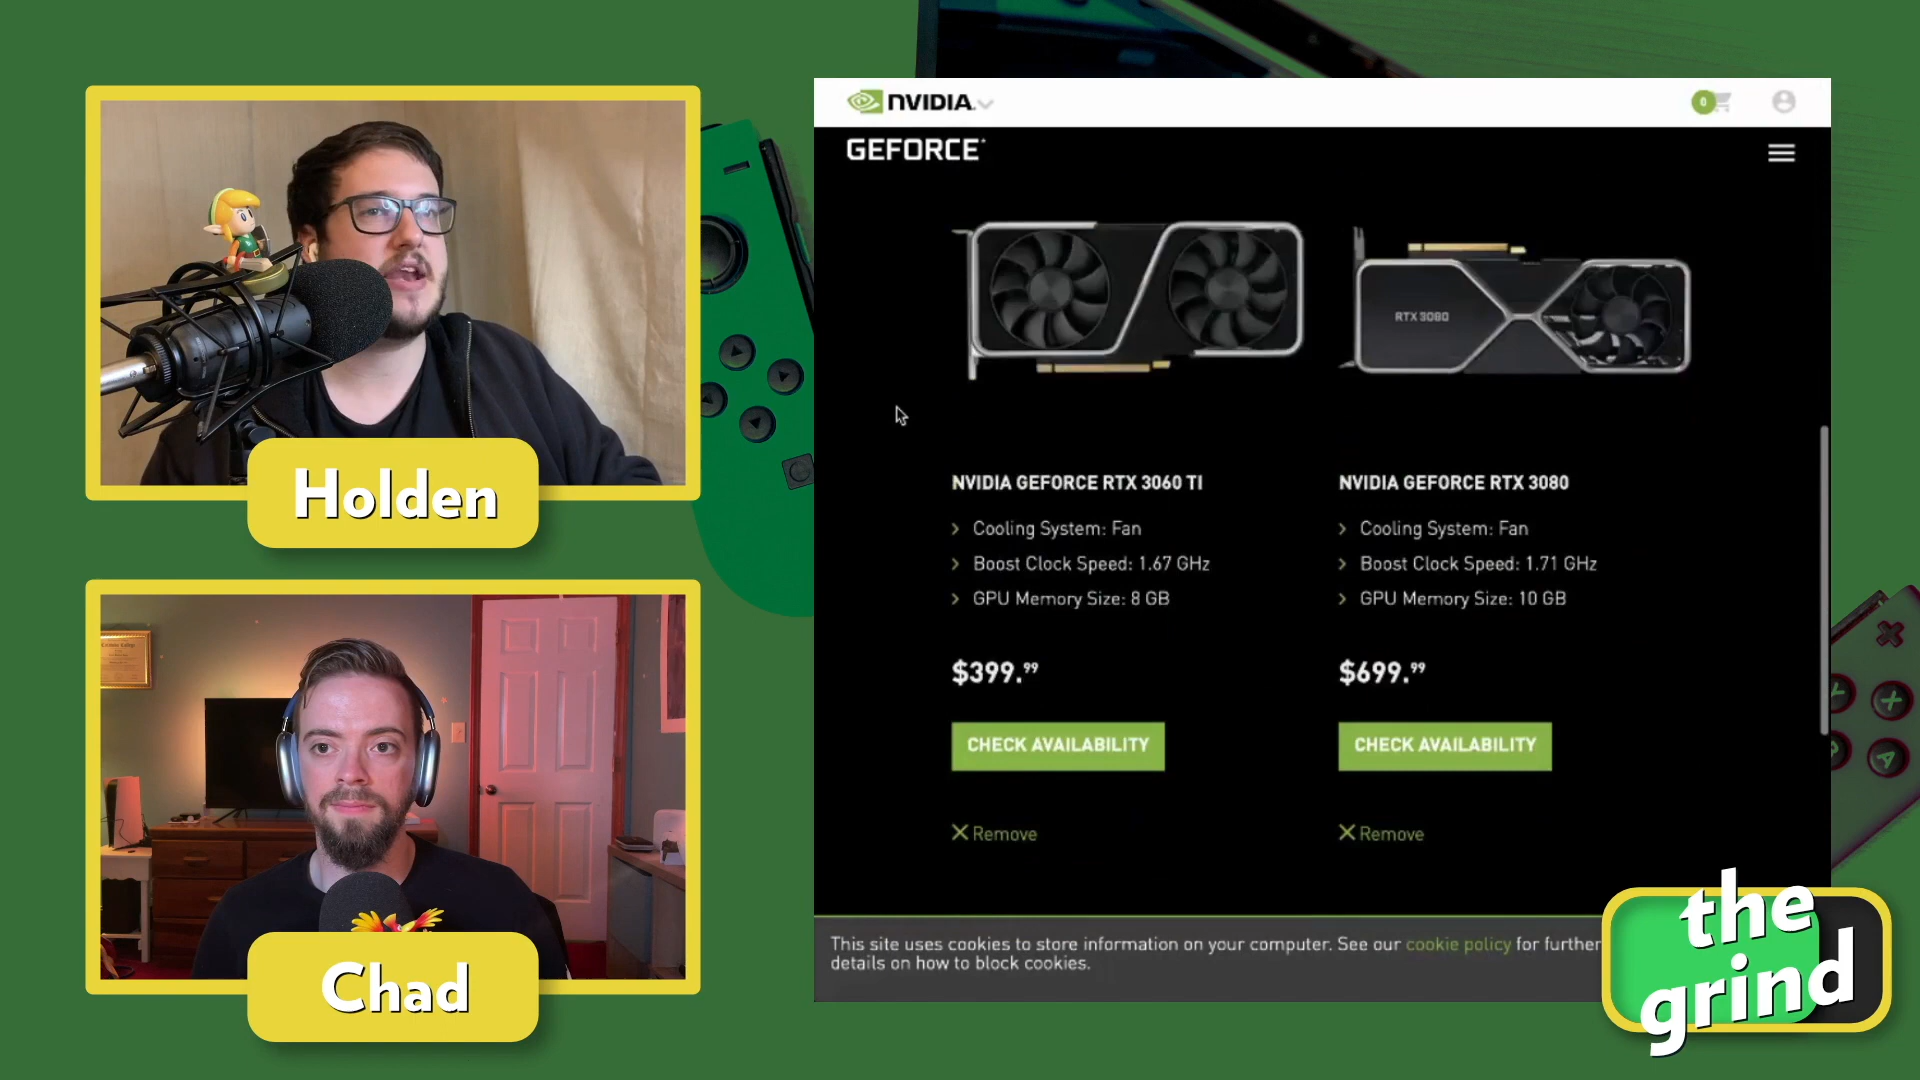 Holden
Chad
NVIDIA
0
GEFORCE
RTX 3080
NVIDIA GEFORCE RTX 3060 TI
Cooling System: Fan
Boost Clock Speed: 1.67 GHz
GPU Memory Size: 8 GB
$399.99
CHECK AVAILABILITY
Remove
NVIDIA GEFORCE RTX 3080
Cooling System: Fan
Boost Clock Speed: 1.71 GHz
GPU Memory Size: 10 GB
$699.99
CHECK AVAILABILITY
Remove
This site uses cookies to store information on your computer. See our cookie policy for further
details on how to block cookies.
Y
X
A
the
grind